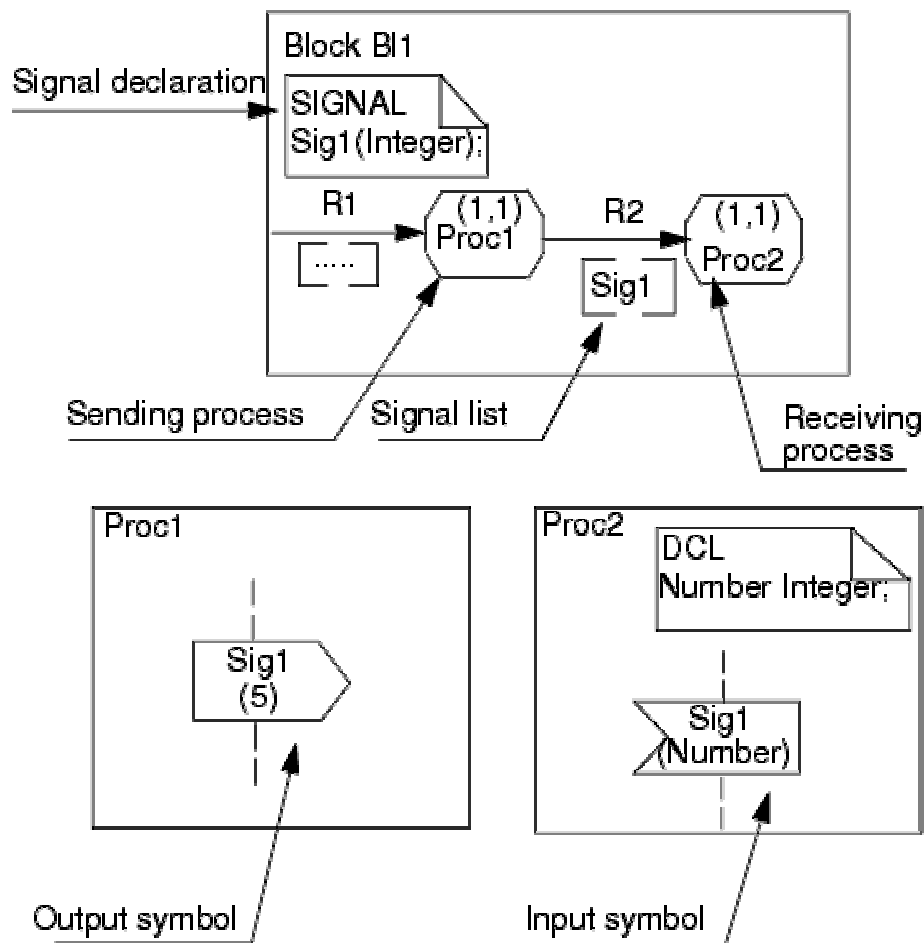 Block Bl1
Signal declaration
SIGNAL
Sig1(Integer);
R1
(1,1)
Proc1
R2
(1,1)
Proc2
.....
Sig1
Sending process
Signal list
Receiving
process
Proc1
Sig1
(5)
Proc2
DCL
Number Integer;
Sig1
(Number)
Output symbol
Input symbol